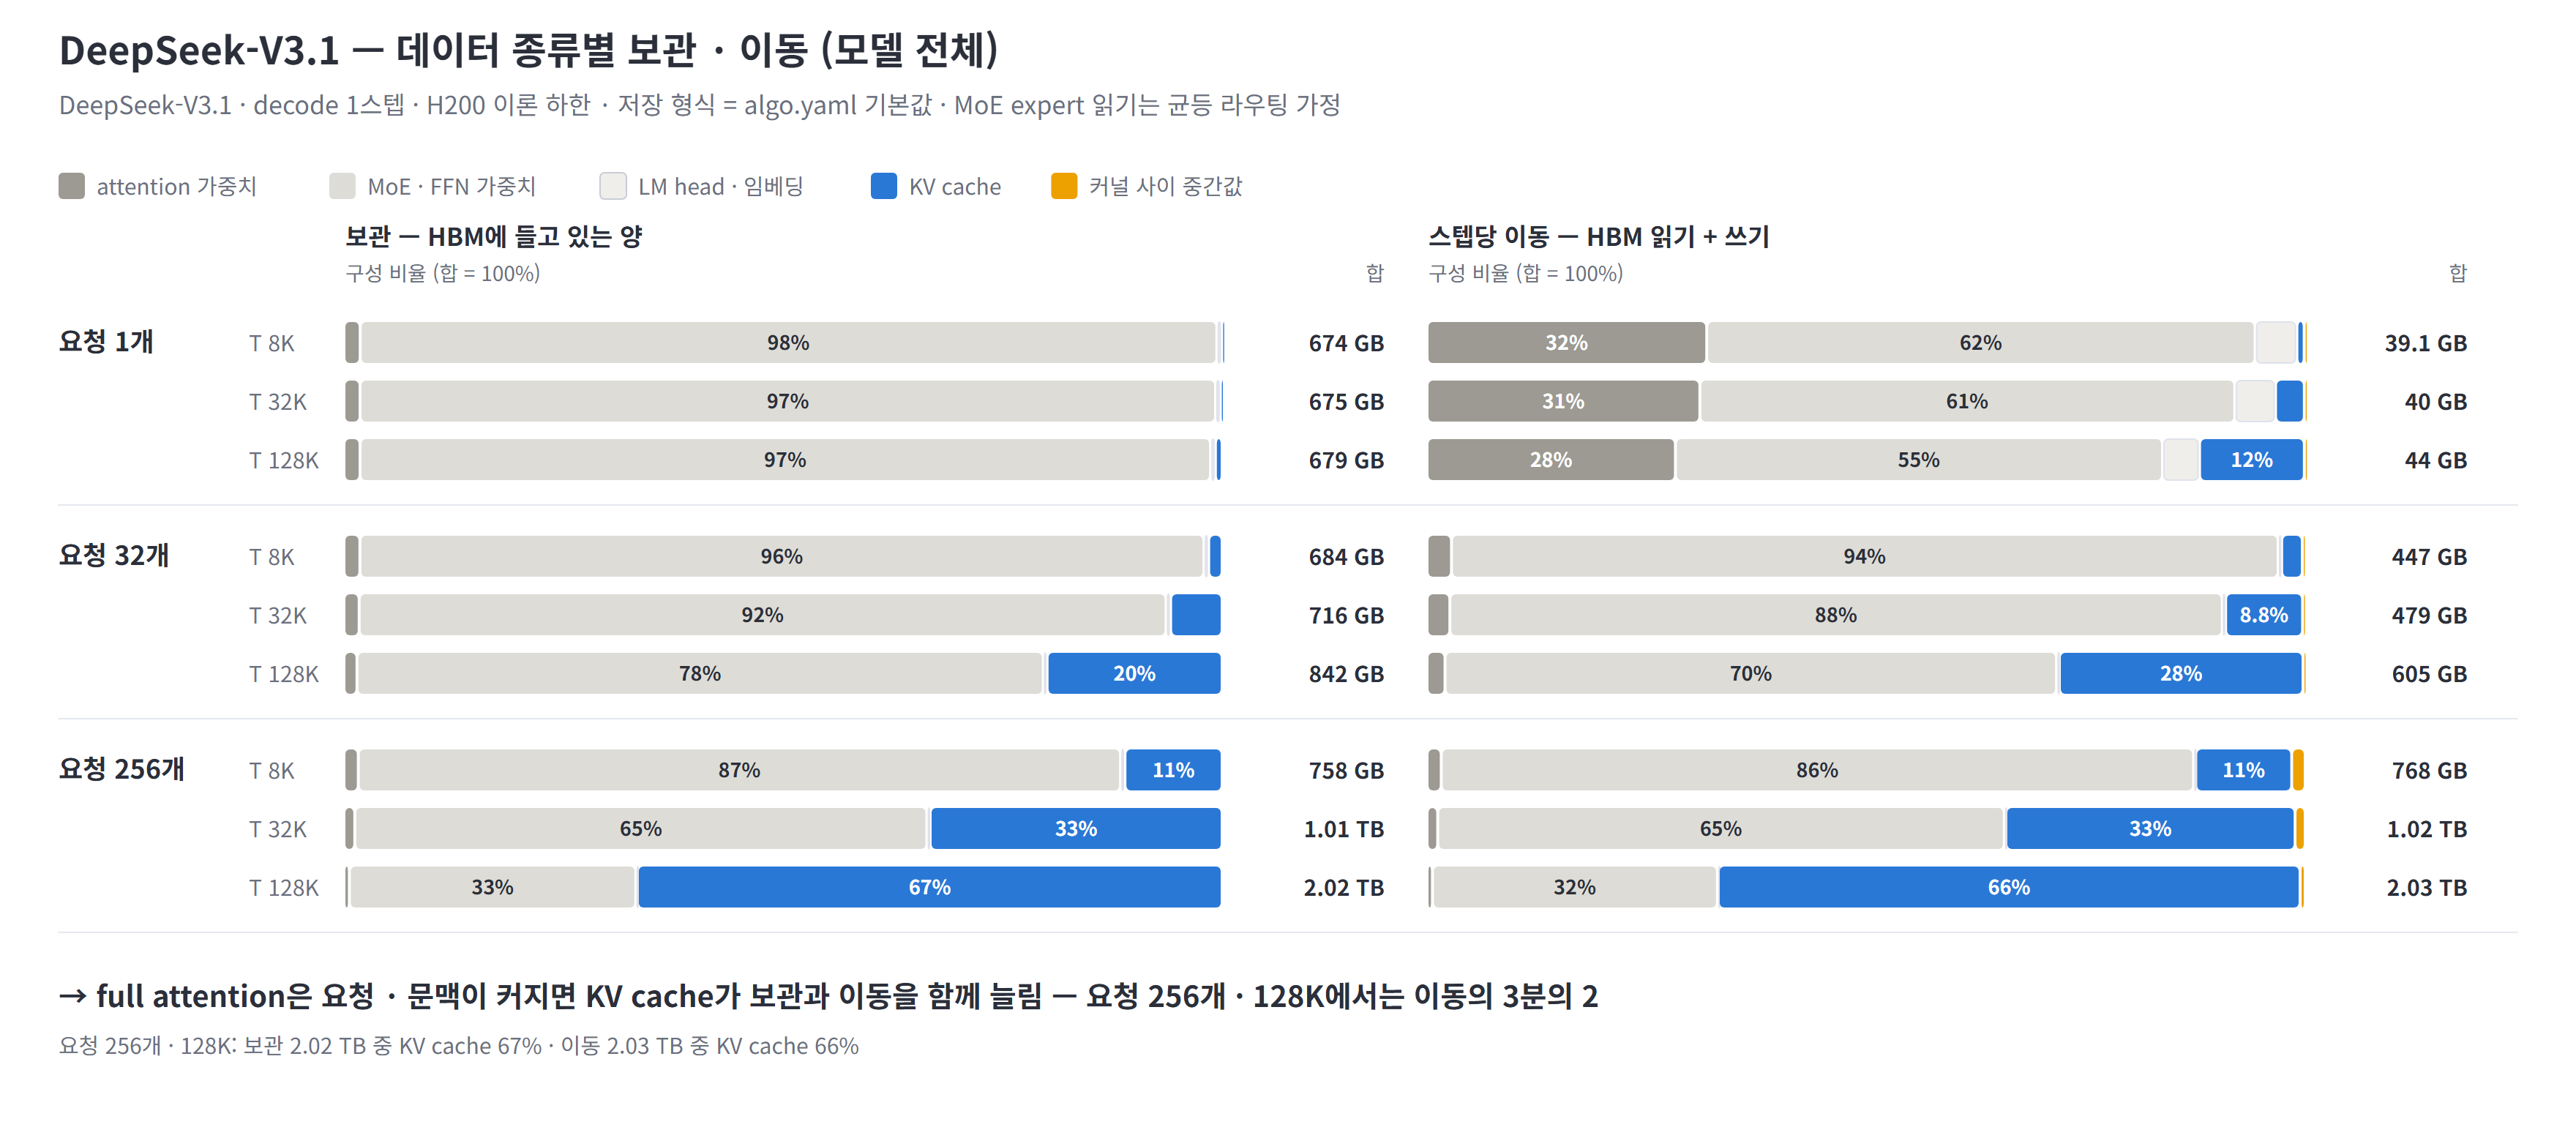 DeepSeek-V3.1 — 데이터 종류별 보관 · 이동 (모델 전체)
DeepSeek-V3.1 · decode 1스텝 · H200 이론 하한 · 저장 형식 = algo.yaml 기본값 · MoE expert 읽기는 균등 라우팅 가정
attention 가중치 MoE · FFN 가중치 LM head · 임베딩 KV cache 커널 사이 중간값
보관 — HBM에 들고 있는 양 스텝당 이동 — HBM 읽기 + 쓰기
구성 비율 (합 = 100%) 합 구성 비율 (합 = 100%) 합
요청 1개 T 8K 98% 674 GB 32% 62% 39.1 GB
T 32K 97% 675 GB 31% 61% 40 GB
T 128K 97% 679 GB 28% 55% 12% 44 GB
요청 32개 T 8K 96% 684 GB 94% 447 GB
T 32K 92% 716 GB 88% 8.8% 479 GB
T 128K 78% 20% 842 GB 70% 28% 605 GB
요청 256개 T 8K 87% 11% 758 GB 86% 11% 768 GB
T 32K 65% 33% 1.01 TB 65% 33% 1.02 TB
T 128K 33% 67% 2.02 TB 32% 66% 2.03 TB
→ full attention은 요청 · 문맥이 커지면 KV cache가 보관과 이동을 함께 늘림 — 요청 256개 · 128K에서는 이동의 3분의 2
요청 256개 · 128K: 보관 2.02 TB 중 KV cache 67% · 이동 2.03 TB 중 KV cache 66%